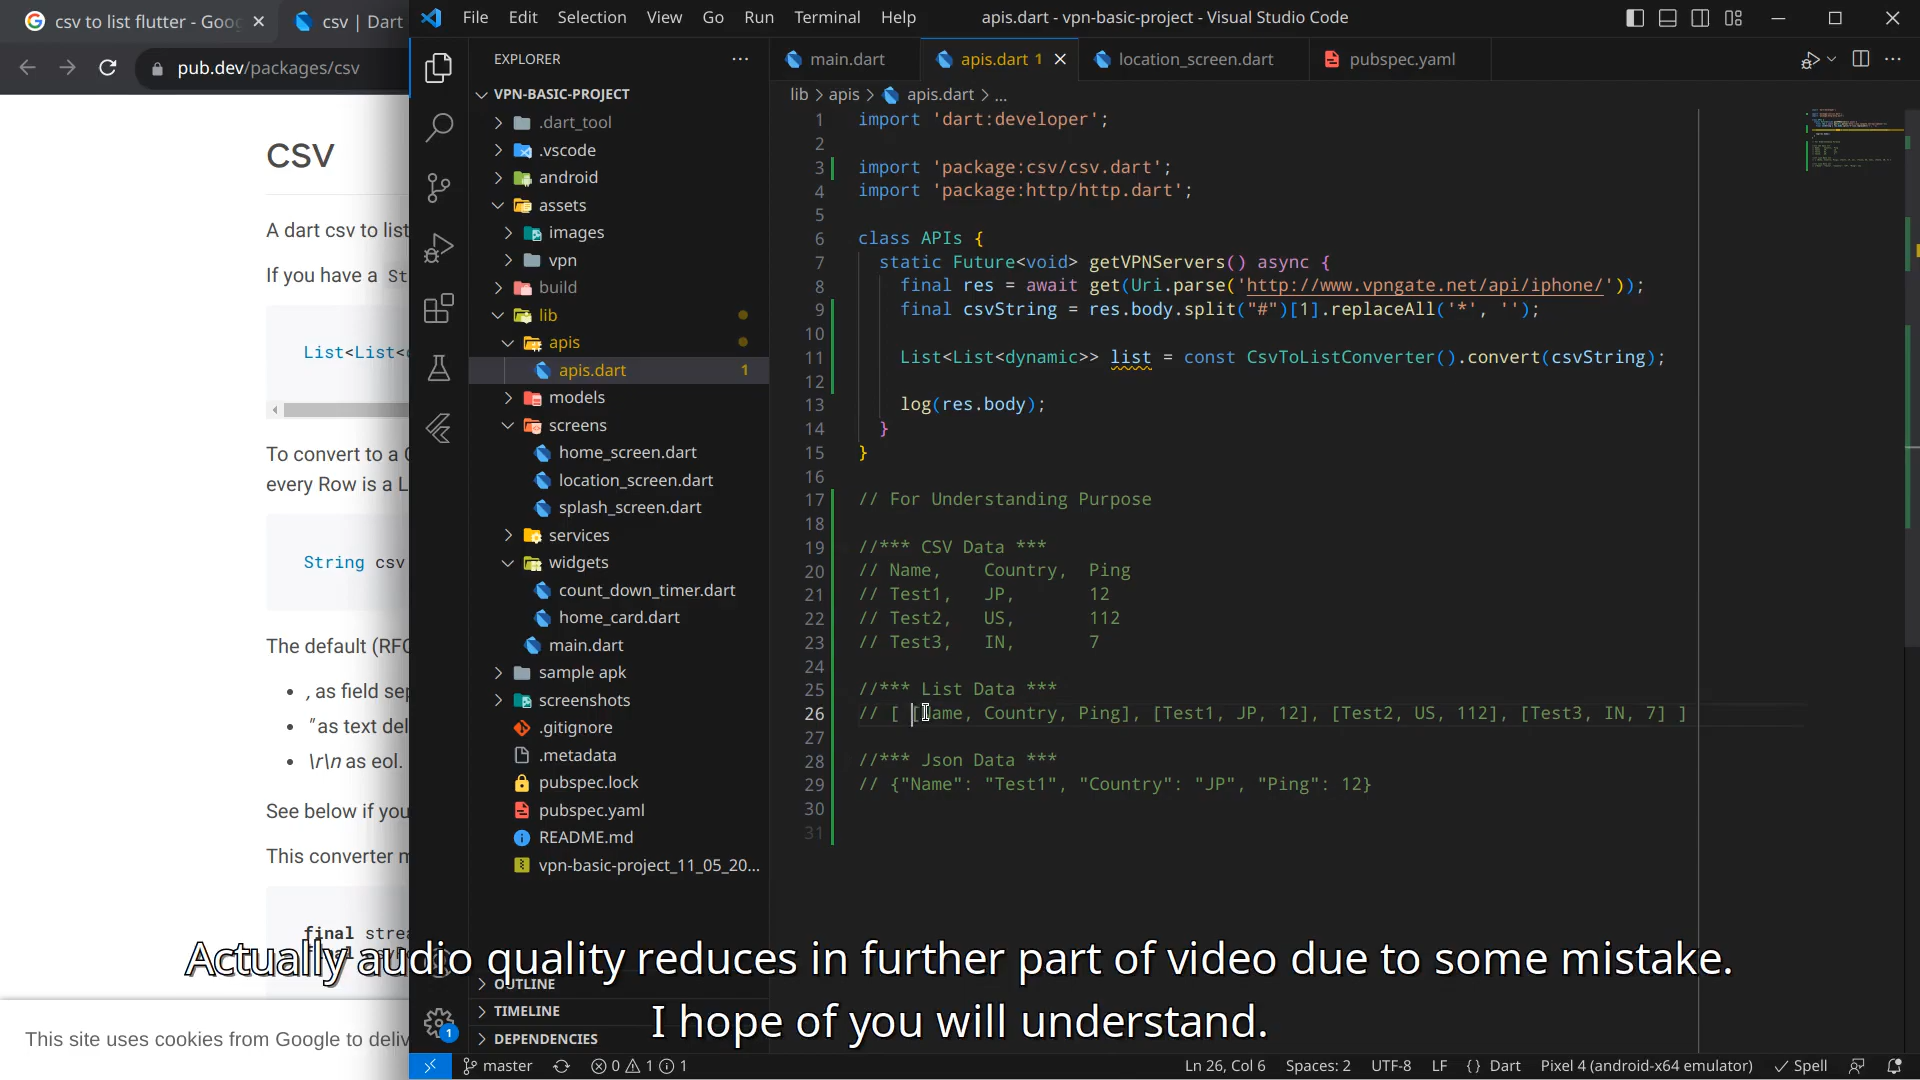 csv to list flutter - Goo
csv | Dart
pub.dev/packages/csv
csv
A dart csv to list
If you have a St
List<List<
To convert to a C
every Row is a L
String csv
The default (RFC
, as field sep
" as text del
\r\n as eol.
See below if you
This converter m
final strea
This site uses cookies from Google to deliv
File Edit Selection View Go Run Terminal Help
apis.dart - vpn-basic-project - Visual Studio Code
EXPLORER
VPN-BASIC-PROJECT
.dart_tool
.vscode
android
assets
images
vpn
build
lib
apis
apis.dart 1
models
screens
home_screen.dart
location_screen.dart
splash_screen.dart
services
widgets
count_down_timer.dart
home_card.dart
main.dart
sample apk
screenshots
.gitignore
.metadata
pubspec.lock
pubspec.yaml
README.md
vpn-basic-project_11_05_20...
OUTLINE
TIMELINE
DEPENDENCIES
main.dart
apis.dart 1
location_screen.dart
pubspec.yaml
lib > apis > apis.dart > ...
1 import 'dart:developer';
2
3 import 'package:csv/csv.dart';
4 import 'package:http/http.dart';
5
6 class APIs {
7 static Future<void> getVPNServers() async {
8 final res = await get(Uri.parse('http://www.vpngate.net/api/iphone/'));
9 final csvString = res.body.split("#")[1].replaceAll('*', '');
10
11 List<List<dynamic>> list = const CsvToListConverter().convert(csvString);
12
13 log(res.body);
14 }
15 }
16
17 // For Understanding Purpose
18
19 //*** CSV Data ***
20 // Name, Country, Ping
21 // Test1, JP, 12
22 // Test2, US, 112
23 // Test3, IN, 7
24
25 //*** List Data ***
26 // [ [Name, Country, Ping], [Test1, JP, 12], [Test2, US, 112], [Test3, IN, 7] ]
27
28 //*** Json Data ***
29 // {"Name": "Test1", "Country": "JP", "Ping": 12}
30
31
Actually audio quality reduces in further part of video due to some mistake.
I hope of you will understand.
1
master
0 1 1
Ln 26, Col 6
Spaces: 2
UTF-8
LF
{ } Dart
Pixel 4 (android-x64 emulator)
Spell